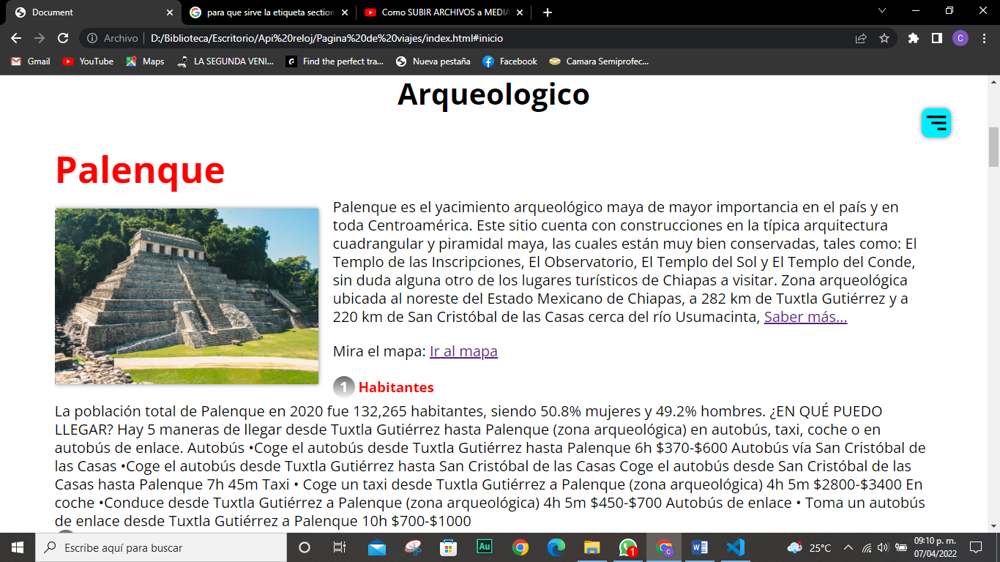 Document
para que sirve la etiqueta section
Como SUBIR ARCHIVOS a MEDIA
Archivo
D:/Biblioteca/Escritorio/Api%20reloj/Pagina%20de%20viajes/index.html#inicio
C
Gmail
YouTube
Maps
LA SEGUNDA VENI...
Find the perfect tra...
Nueva pestaña
Facebook
Camara Semiprofec...
Arqueologico
Palenque
Palenque es el yacimiento arqueológico maya de mayor importancia en el país y en
toda Centroamérica. Este sitio cuenta con construcciones en la típica arquitectura
cuadrangular y piramidal maya, las cuales están muy bien conservadas, tales como: El
Templo de las Inscripciones, El Observatorio, El Templo del Sol y El Templo del Conde,
sin duda alguna otro de los lugares turísticos de Chiapas a visitar. Zona arqueológica
ubicada al noreste del Estado Mexicano de Chiapas, a 282 km de Tuxtla Gutiérrez y a
220 km de San Cristóbal de las Casas cerca del río Usumacinta, Saber más...
Mira el mapa: Ir al mapa
1 Habitantes
La población total de Palenque en 2020 fue 132,265 habitantes, siendo 50.8% mujeres y 49.2% hombres. ¿EN QUÉ PUEDO
LLEGAR? Hay 5 maneras de llegar desde Tuxtla Gutiérrez hasta Palenque (zona arqueológica) en autobús, taxi, coche o en
autobús de enlace. Autobús •Coge el autobús desde Tuxtla Gutiérrez hasta Palenque 6h $370-$600 Autobús vía San Cristóbal de
las Casas •Coge el autobús desde Tuxtla Gutiérrez hasta San Cristóbal de las Casas Coge el autobús desde San Cristóbal de las
Casas hasta Palenque 7h 45m Taxi • Coge un taxi desde Tuxtla Gutiérrez a Palenque (zona arqueológica) 4h 5m $2800-$3400 En
coche •Conduce desde Tuxtla Gutiérrez a Palenque (zona arqueológica) 4h 5m $450-$700 Autobús de enlace • Toma un autobús
de enlace desde Tuxtla Gutiérrez a Palenque 10h $700-$1000
Escribe aquí para buscar
Au
1
C
25°C
09:10 p. m.
07/04/2022